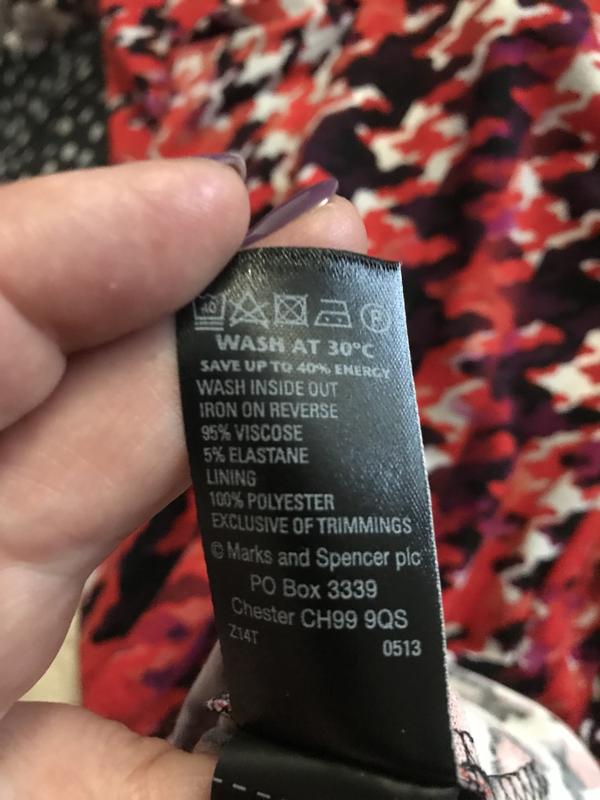 40 P
WASH AT 30°C
SAVE UP TO 40% ENERGY
WASH INSIDE OUT
IRON ON REVERSE
95% VISCOSE
5% ELASTANE
LINING
100% POLYESTER
EXCLUSIVE OF TRIMMINGS
© Marks and Spencer plc
PO Box 3339
Chester CH99 9QS
Z14T 0513